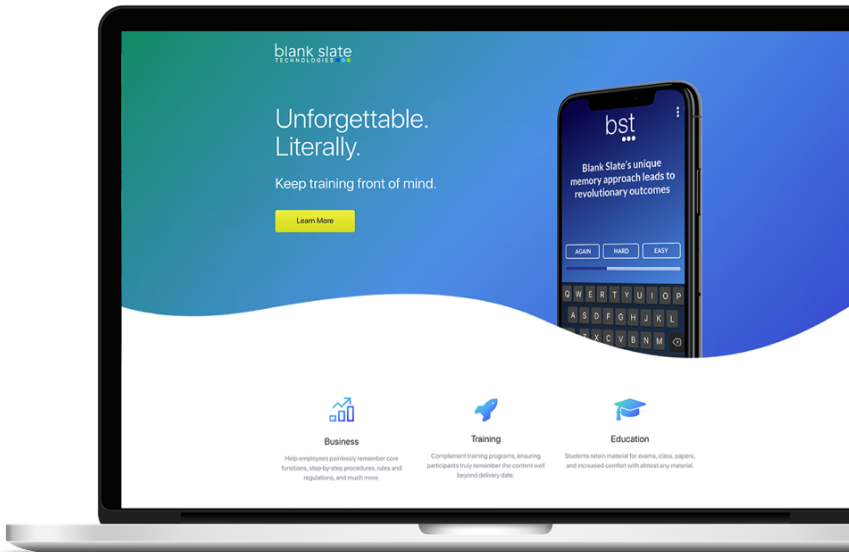 blank slate
TECHNOLOGIES
Unforgettable.
Literally.
Keep training front of mind.
Learn More
bst
Blank Slate's unique
memory approach leads to
revolutionary outcomes
AGAIN HARD EASY
Q W E R T Y U I O P
A S D F G H J K L
Z X C V B N M
Business
Help employees painlessly remember core
functions, step-by-step procedures, rules and
regulations, and much more.
Training
Complement training programs, ensuring
participants truly remember the content well
beyond delivery date.
Education
Students retain material for exams, class, papers,
and increased comfort with almost any material.